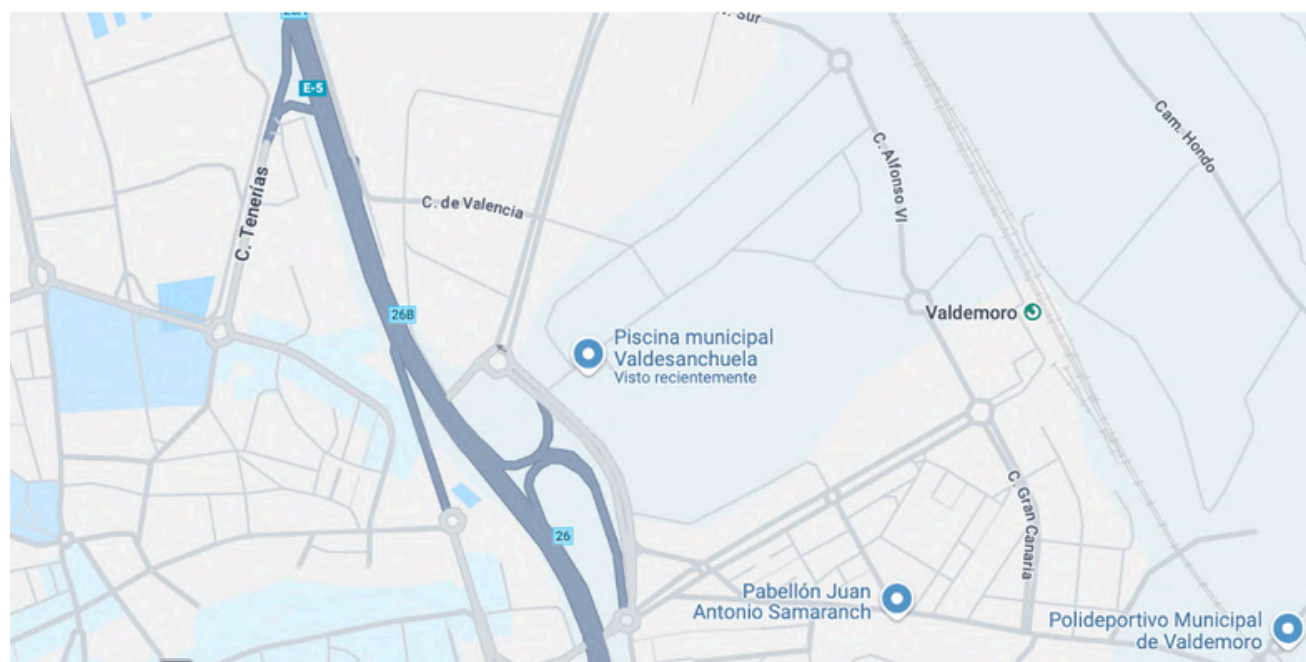 E-5
C. Tenerías
C. de Valencia
Sur
C. Alfonso VI
Cam. Hondo
26B
Valdemoro
Piscina municipal
Valdesanchuela
Visto recientemente
26
C. Gran Canaria
Pabellón Juan
Antonio Samaranch
Polideportivo Municipal
de Valdemoro